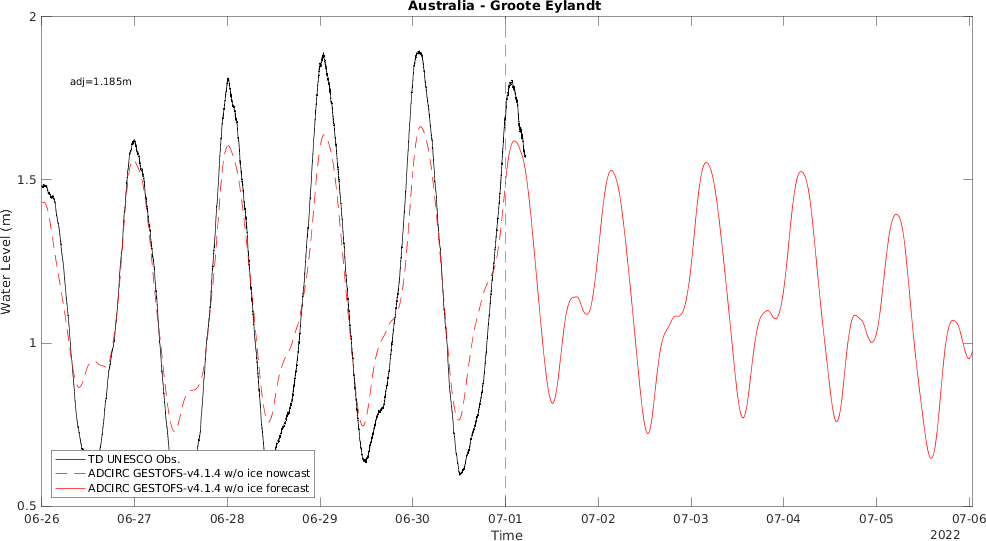 Australia - Groote Eylandt
2
adj=1.185m
1.5
Water Level (m)
1
TD UNESCO Obs.
ADCIRC GESTOFS-v4.1.4 w/o ice nowcast
ADCIRC GESTOFS-v4.1.4 w/o ice forecast
0.5
06-26 06-27 06-28 06-29 06-30 07-01 07-02 07-03 07-04 07-05 07-06
Time
2022